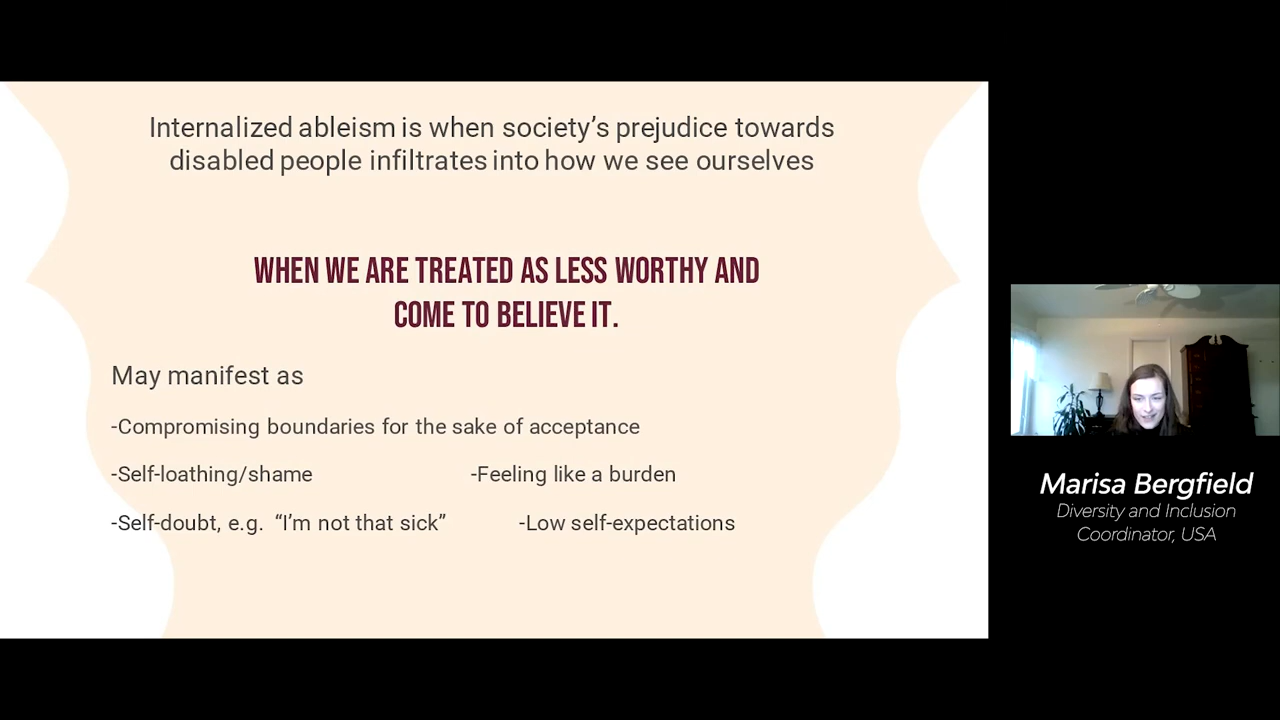 Internalized ableism is when society’s prejudice towards
disabled people infiltrates into how we see ourselves
WHEN WE ARE TREATED AS LESS WORTHY AND
COME TO BELIEVE IT.
May manifest as
-Compromising boundaries for the sake of acceptance
-Self-loathing/shame -Feeling like a burden
-Self-doubt, e.g. “I’m not that sick” -Low self-expectations
Marisa Bergfield
Diversity and Inclusion
Coordinator, USA